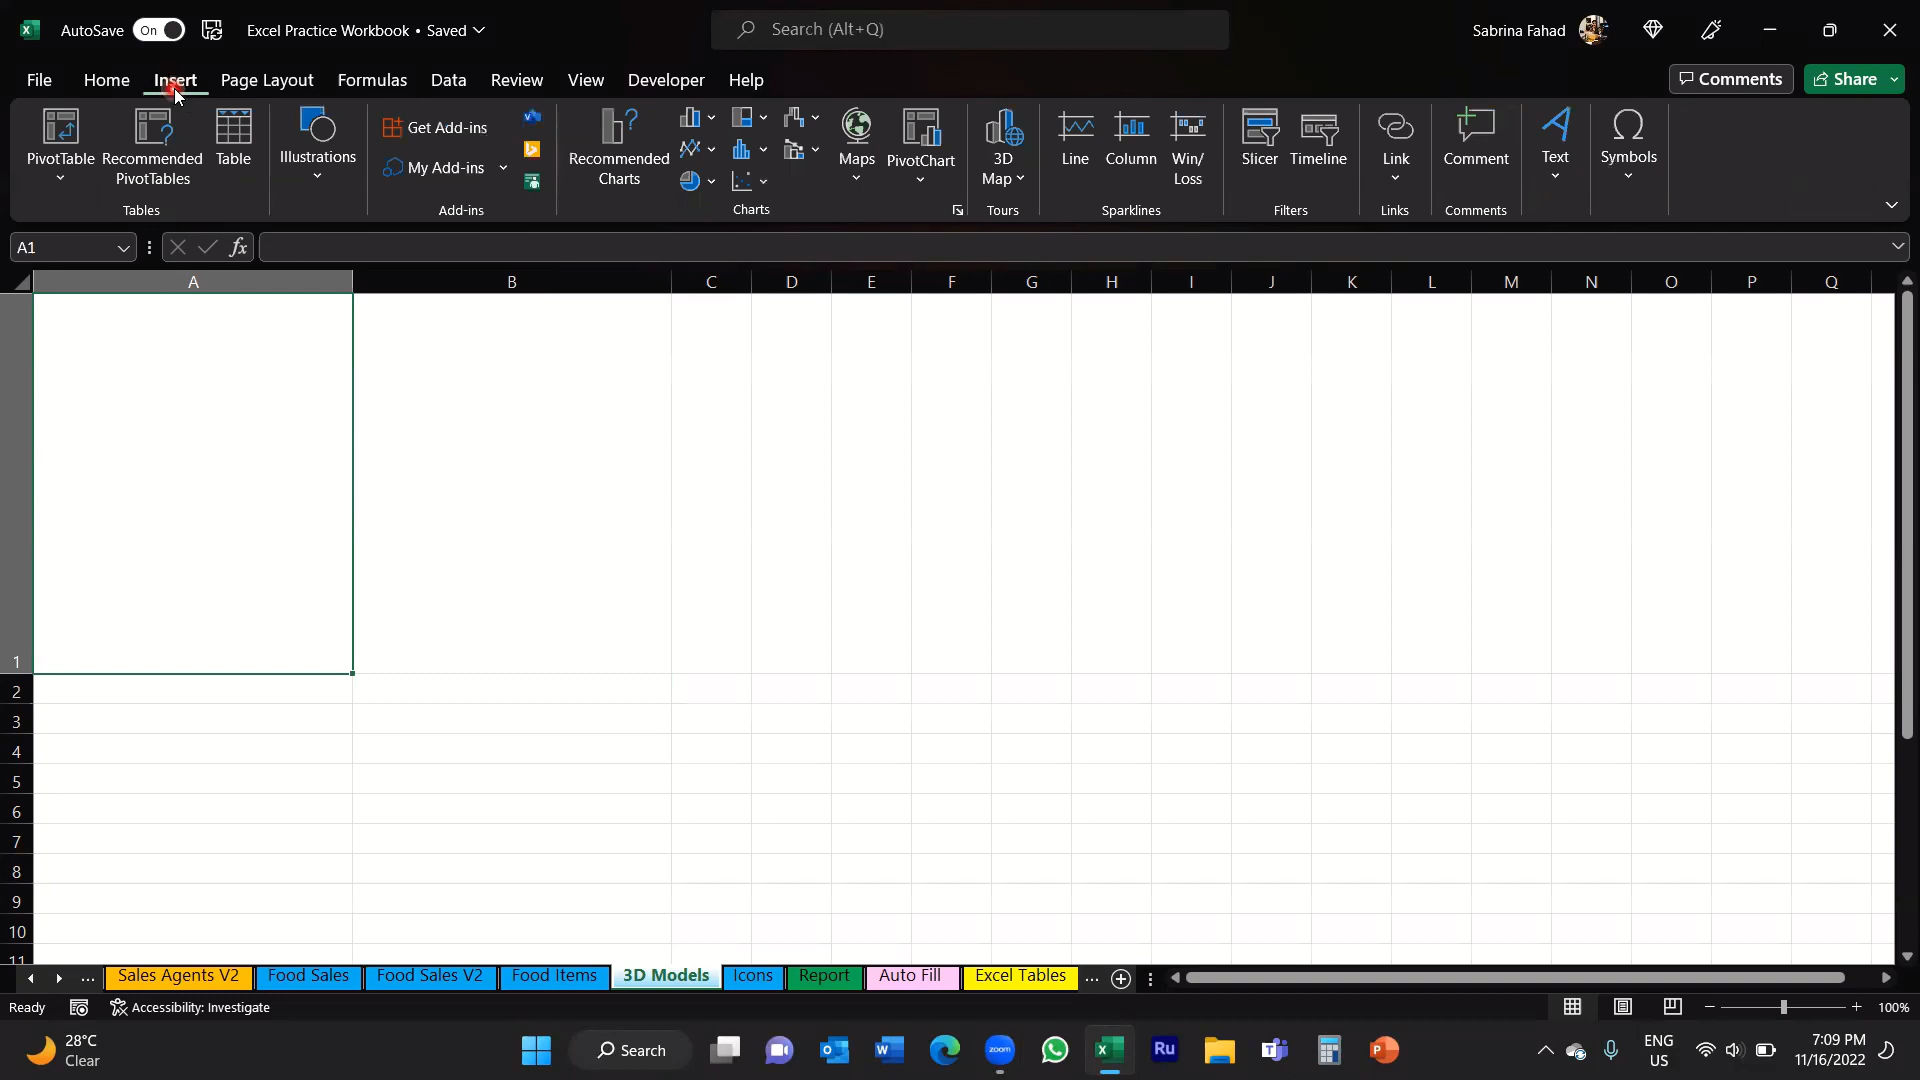 AutoSave On Excel Practice Workbook • Saved Search (Alt+Q) Sabrina Fahad
File Home Insert Page Layout Formulas Data Review View Developer Help Comments Share
PivotTable
Recommended
PivotTables
Table
Tables
Illustrations
Get Add-ins
My Add-ins
Add-ins
Recommended
Charts
Maps
PivotChart
Charts
3D
Map
Tours
Line
Column
Win/
Loss
Sparklines
Slicer
Timeline
Filters
Link
Links
Comment
Comments
Text
Symbols
A1 fx
A B C D E F G H I J K L M N O P Q
1
2
3
4
5
6
7
8
9
10
11
... Sales Agents V2 Food Sales Food Sales V2 Food Items 3D Models Icons Report Auto Fill Excel Tables ...
Ready Accessibility: Investigate 100%
28°C
Clear
Search
zoom
Ru
ENG
US
7:09 PM
11/16/2022